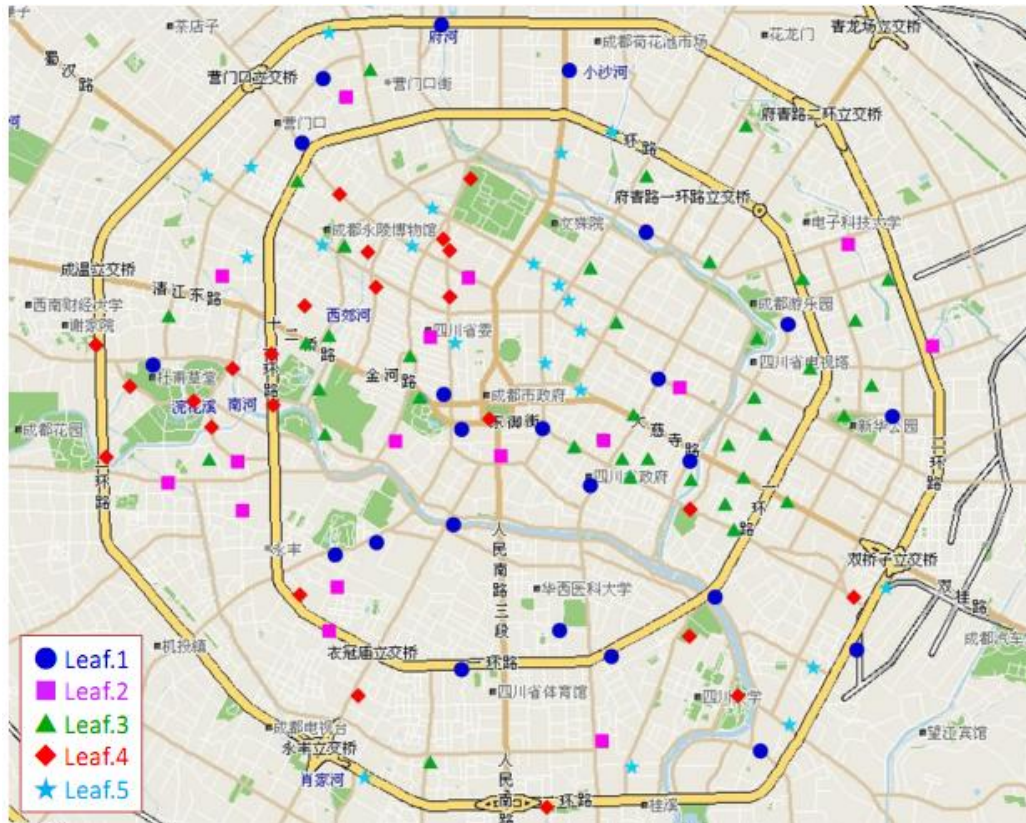 茶店子
府河
成都荷花池市场
花龙门
青龙场立交桥
蜀汉路
营门口立交桥
营门口街
小沙河
府青路二环立交桥
河
营门口
一环路
府青路一环路立交桥
成都永陵博物馆
文殊院
电子科技大学
成温立交桥
清江东路
西南财经大学
谢家院
西郊河
十二桥路
四川省委
成都游乐园
四川省电视塔
一环路
金河路
杜甫草堂
成都市政府
浣花溪
南河
东御街
大慈寺路
新华公园
成都花园
二环路
四川省政府
二环路
一环路
人民南路三段
永丰
双桥子立交桥
华西医科大学
双桂路
机投镇
衣冠庙立交桥
一环路
成都汽车
四川省体育馆
四川大学
成都电视台
望江宾馆
永丰立交桥
肖家河
人民南路
二环路
桂溪
Leaf.1
Leaf.2
Leaf.3
Leaf.4
Leaf.5